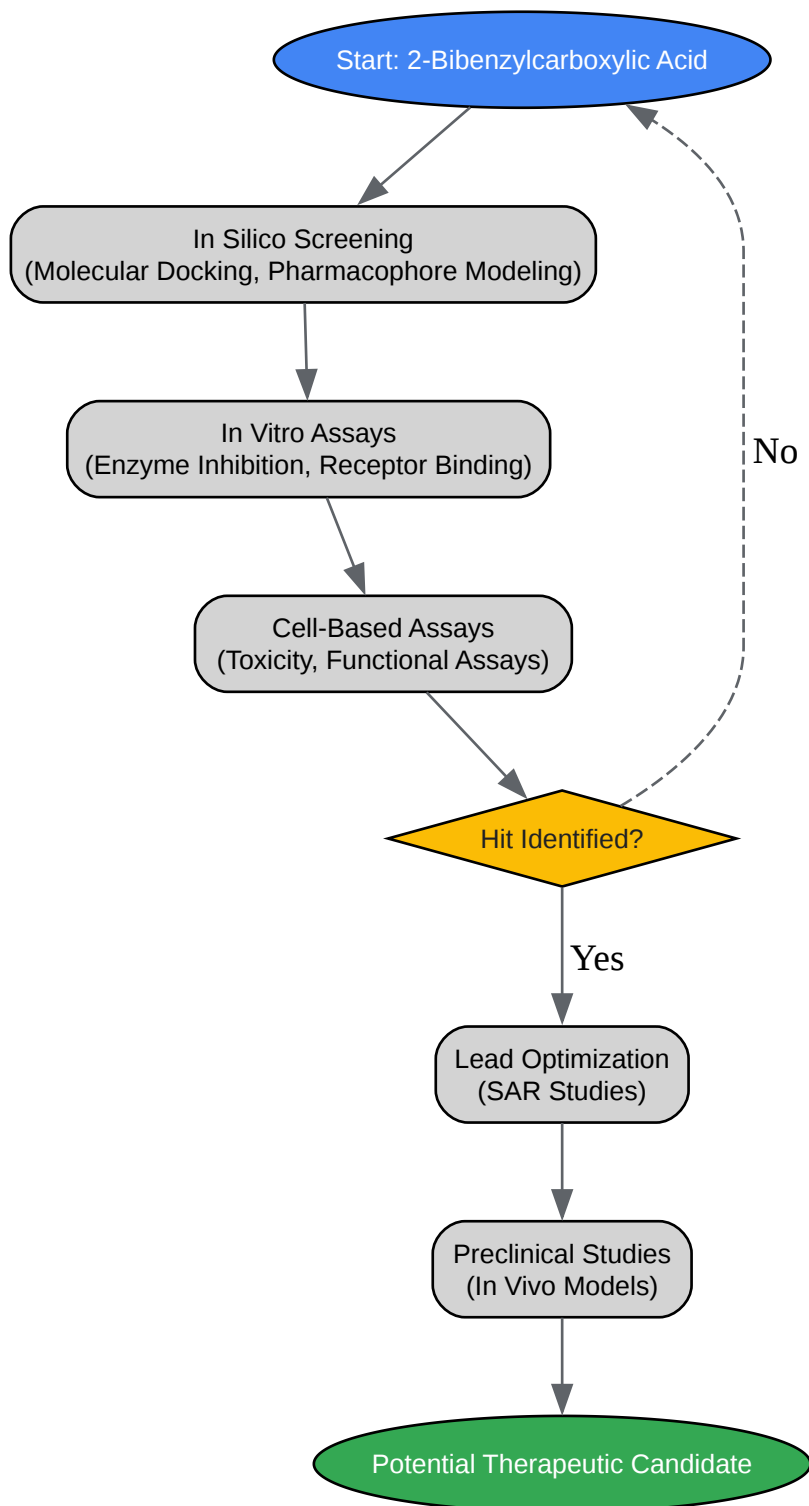 Start: 2-Bibenzylcarboxylic Acid
In Silico Screening
(Molecular Docking, Pharmacophore Modeling)
In Vitro Assays
(Enzyme Inhibition, Receptor Binding)
No
Cell-Based Assays
(Toxicity, Functional Assays)
Hit Identified?
Yes
Lead Optimization
(SAR Studies)
Preclinical Studies
(In Vivo Models)
Potential Therapeutic Candidate